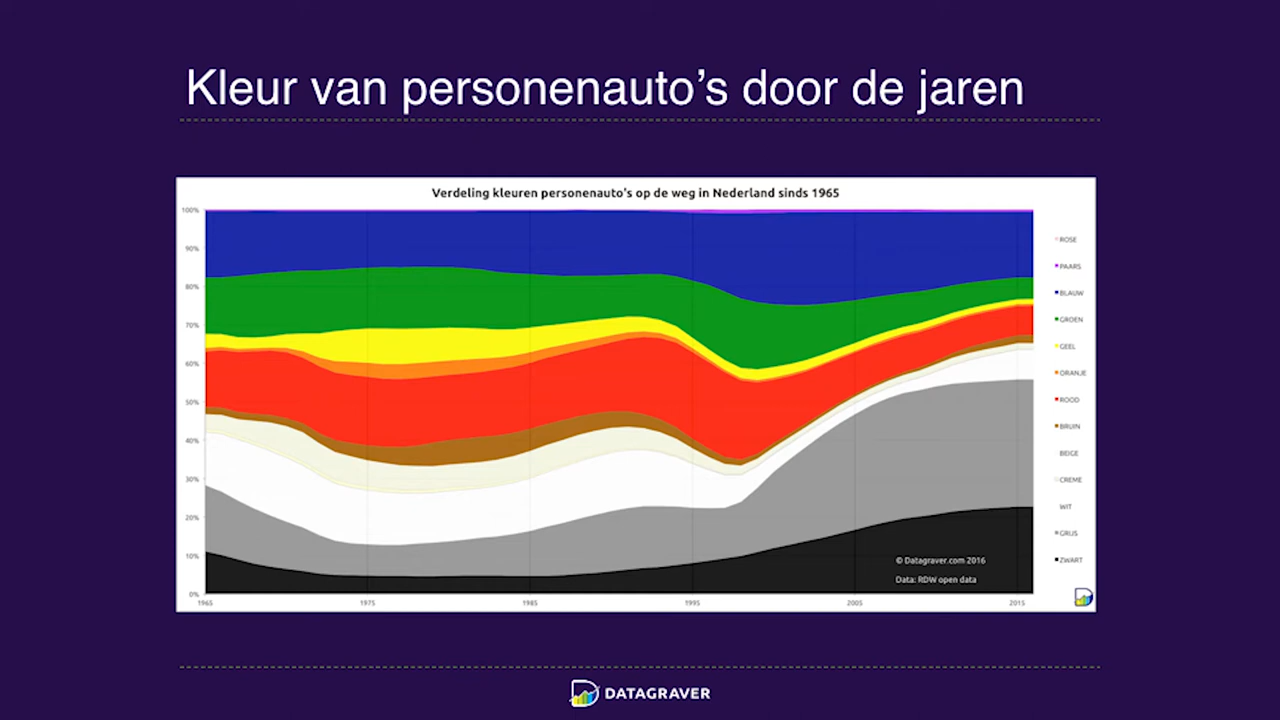 Kleur van personenauto’s door de jaren
Verdeling kleuren personenauto's op de weg in Nederland sinds 1965
100%
90%
80%
70%
60%
50%
40%
30%
20%
10%
0%
1965
1975
1985
1995
2005
2015
ROSE
PAARS
BLAUW
GROEN
GEEL
ORANJE
ROOD
BRUIN
BEIGE
CREME
WIT
GRIJS
ZWART
© Datagraver.com 2016
Data: RDW open data
DATAGRAVER